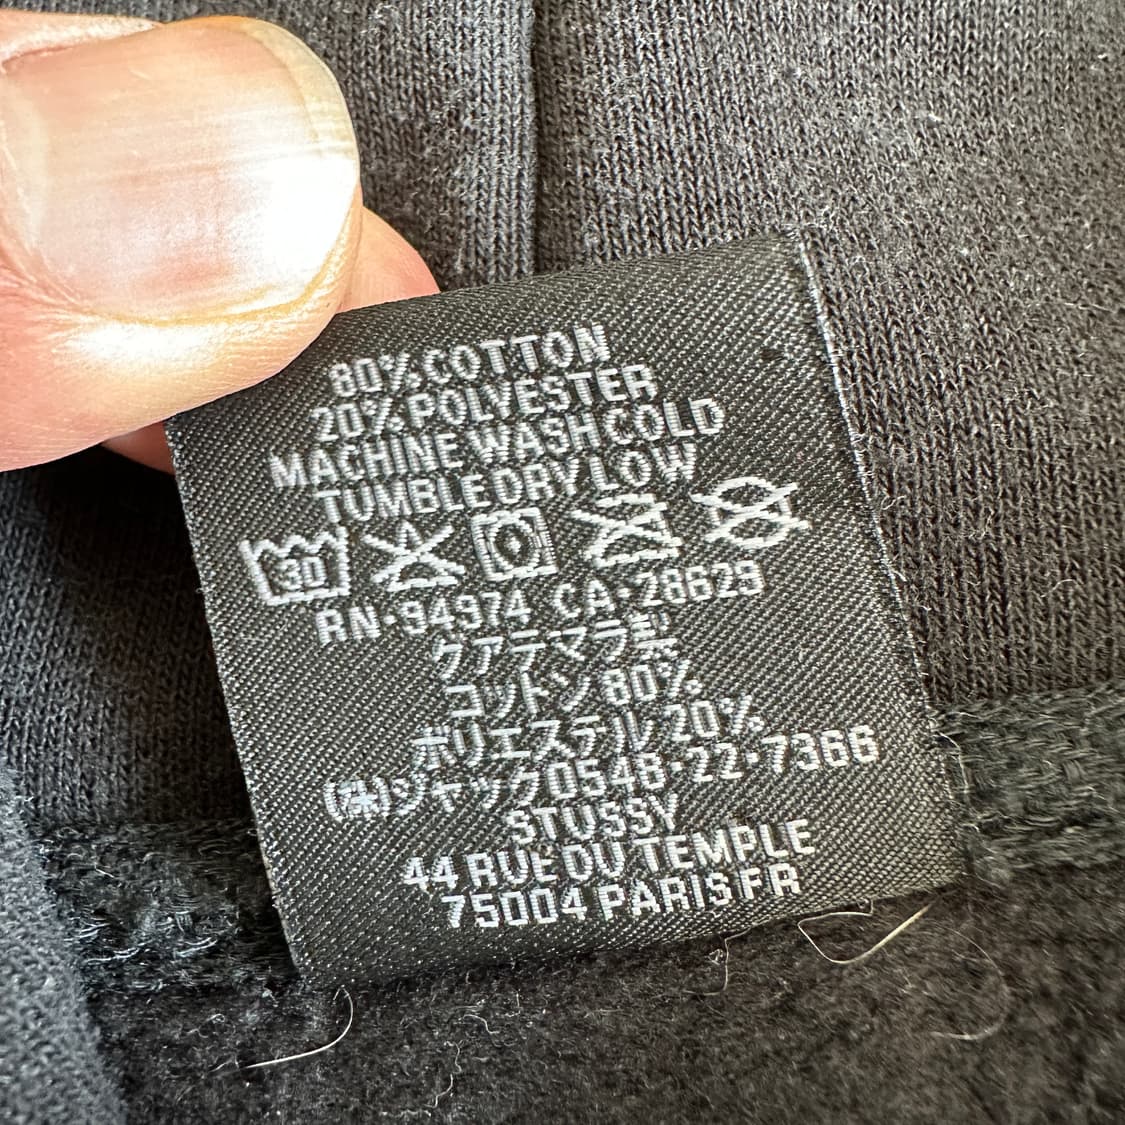 80% COTTON
20% POLYESTER
MACHINE WASH COLD
TUMBLE DRY LOW
30
RN·94974 CA·28629
グアテマラ製
コットン 80%
ポリエステル 20%
(株)ジャック0548·22·7366
STUSSY
44 RUE DU TEMPLE
75004 PARIS FR